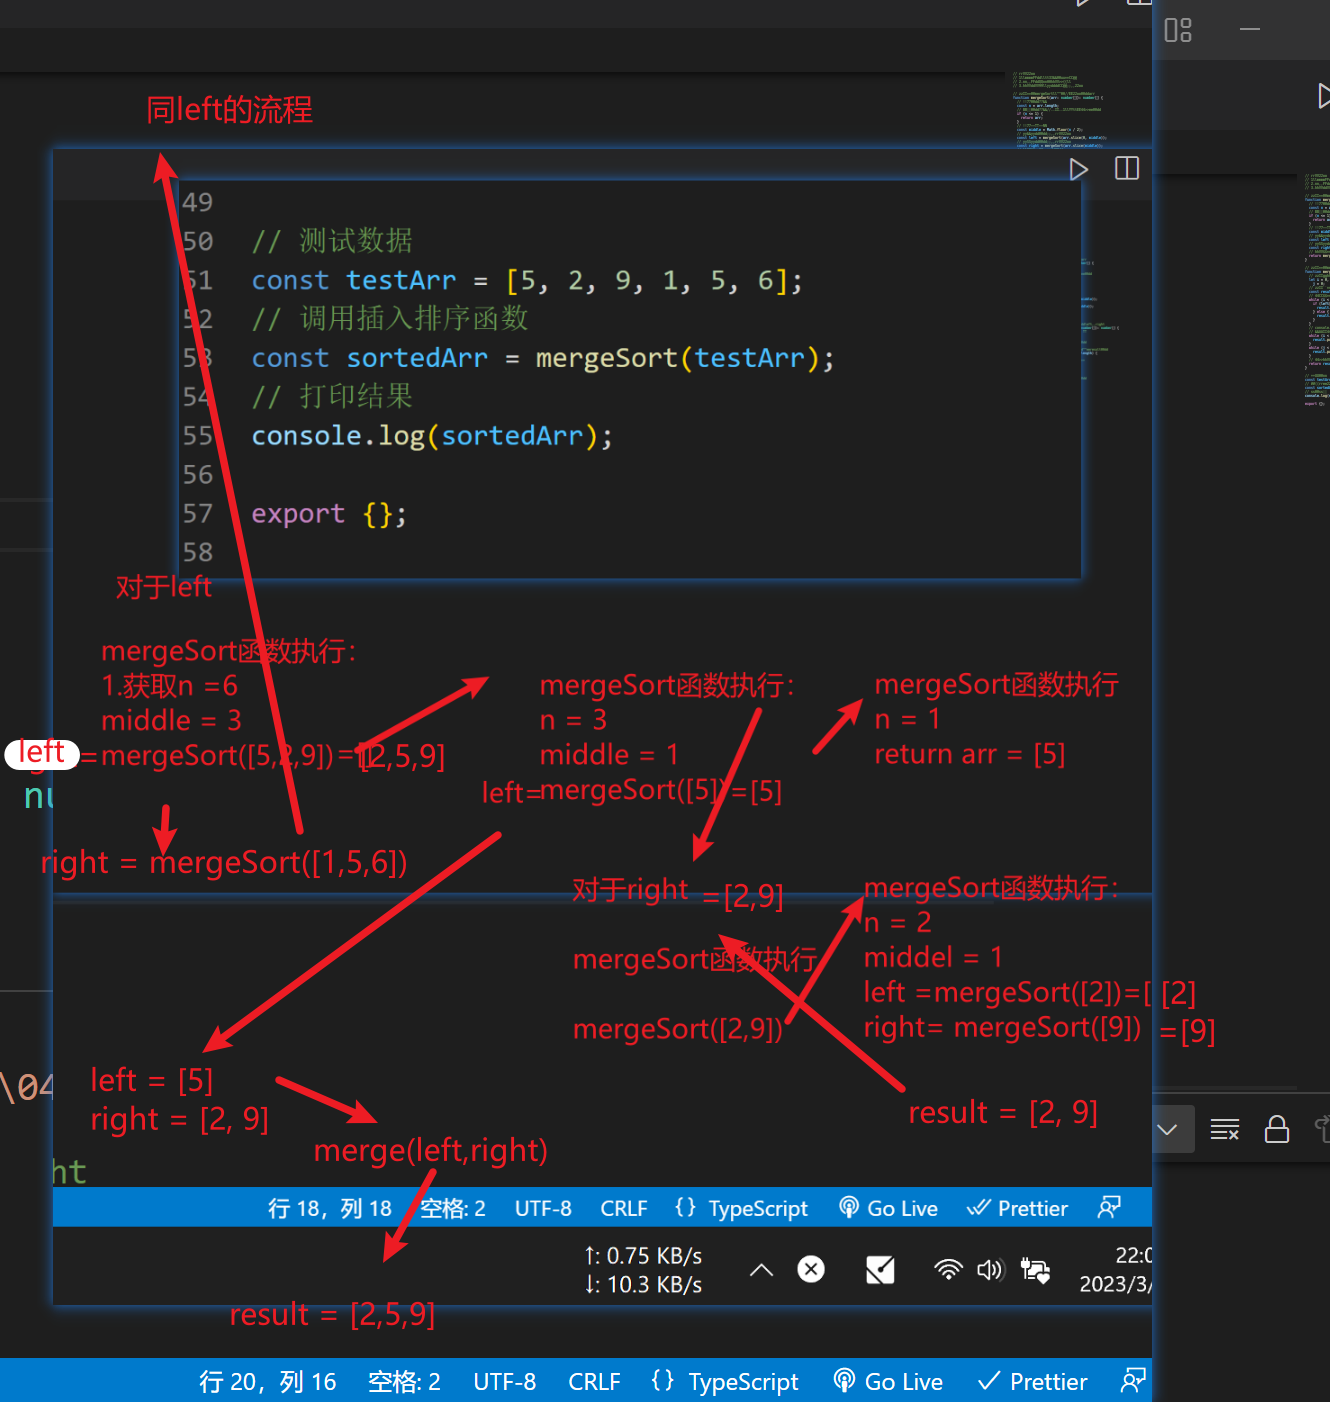 同left的流程
49
50 // 测试数据
51 const testArr = [5, 2, 9, 1, 5, 6];
52 // 调用插入排序函数
53 const sortedArr = mergeSort(testArr);
54 // 打印结果
55 console.log(sortedArr);
56
57 export {};
58
对于left
mergeSort函数执行：
1.获取n =6
middle = 3
left =mergeSort([5,2,9])=[2,5,9]
right = mergeSort([1,5,6])
mergeSort函数执行：
n = 3
middle = 1
left=mergeSort([5])=[5]
mergeSort函数执行
n = 1
return arr = [5]
对于right =[2,9]
mergeSort函数执行
mergeSort([2,9])
mergeSort函数执行：
n = 2
middel = 1
left =mergeSort([2])=[ [2]
right= mergeSort([9]) =[9]
result = [2, 9]
left = [5]
right = [2, 9]
merge(left,right)
\04
ht
行 18，列 18 空格: 2 UTF-8 CRLF {} TypeScript Go Live Prettier
↑: 0.75 KB/s
↓: 10.3 KB/s
22:0
2023/3/
result = [2,5,9]
行 20，列 16 空格: 2 UTF-8 CRLF {} TypeScript Go Live Prettier